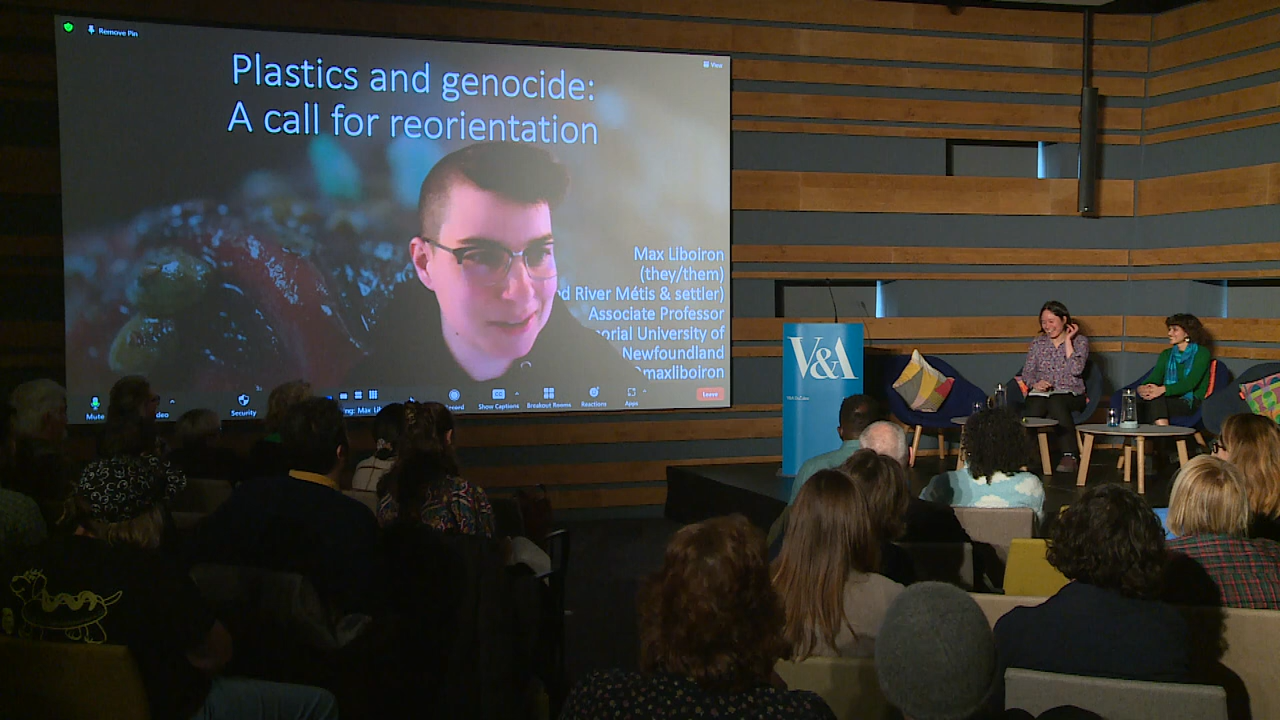 Remove Pin
View
Plastics and genocide:
A call for reorientation
Max Liboiron
(they/them)
River Métis & settler)
Associate Professor
University of
Newfoundland
maxliboiron
Mute
Security
Show Captions
Breakout Rooms
Reactions
Apps
Leave
V&A